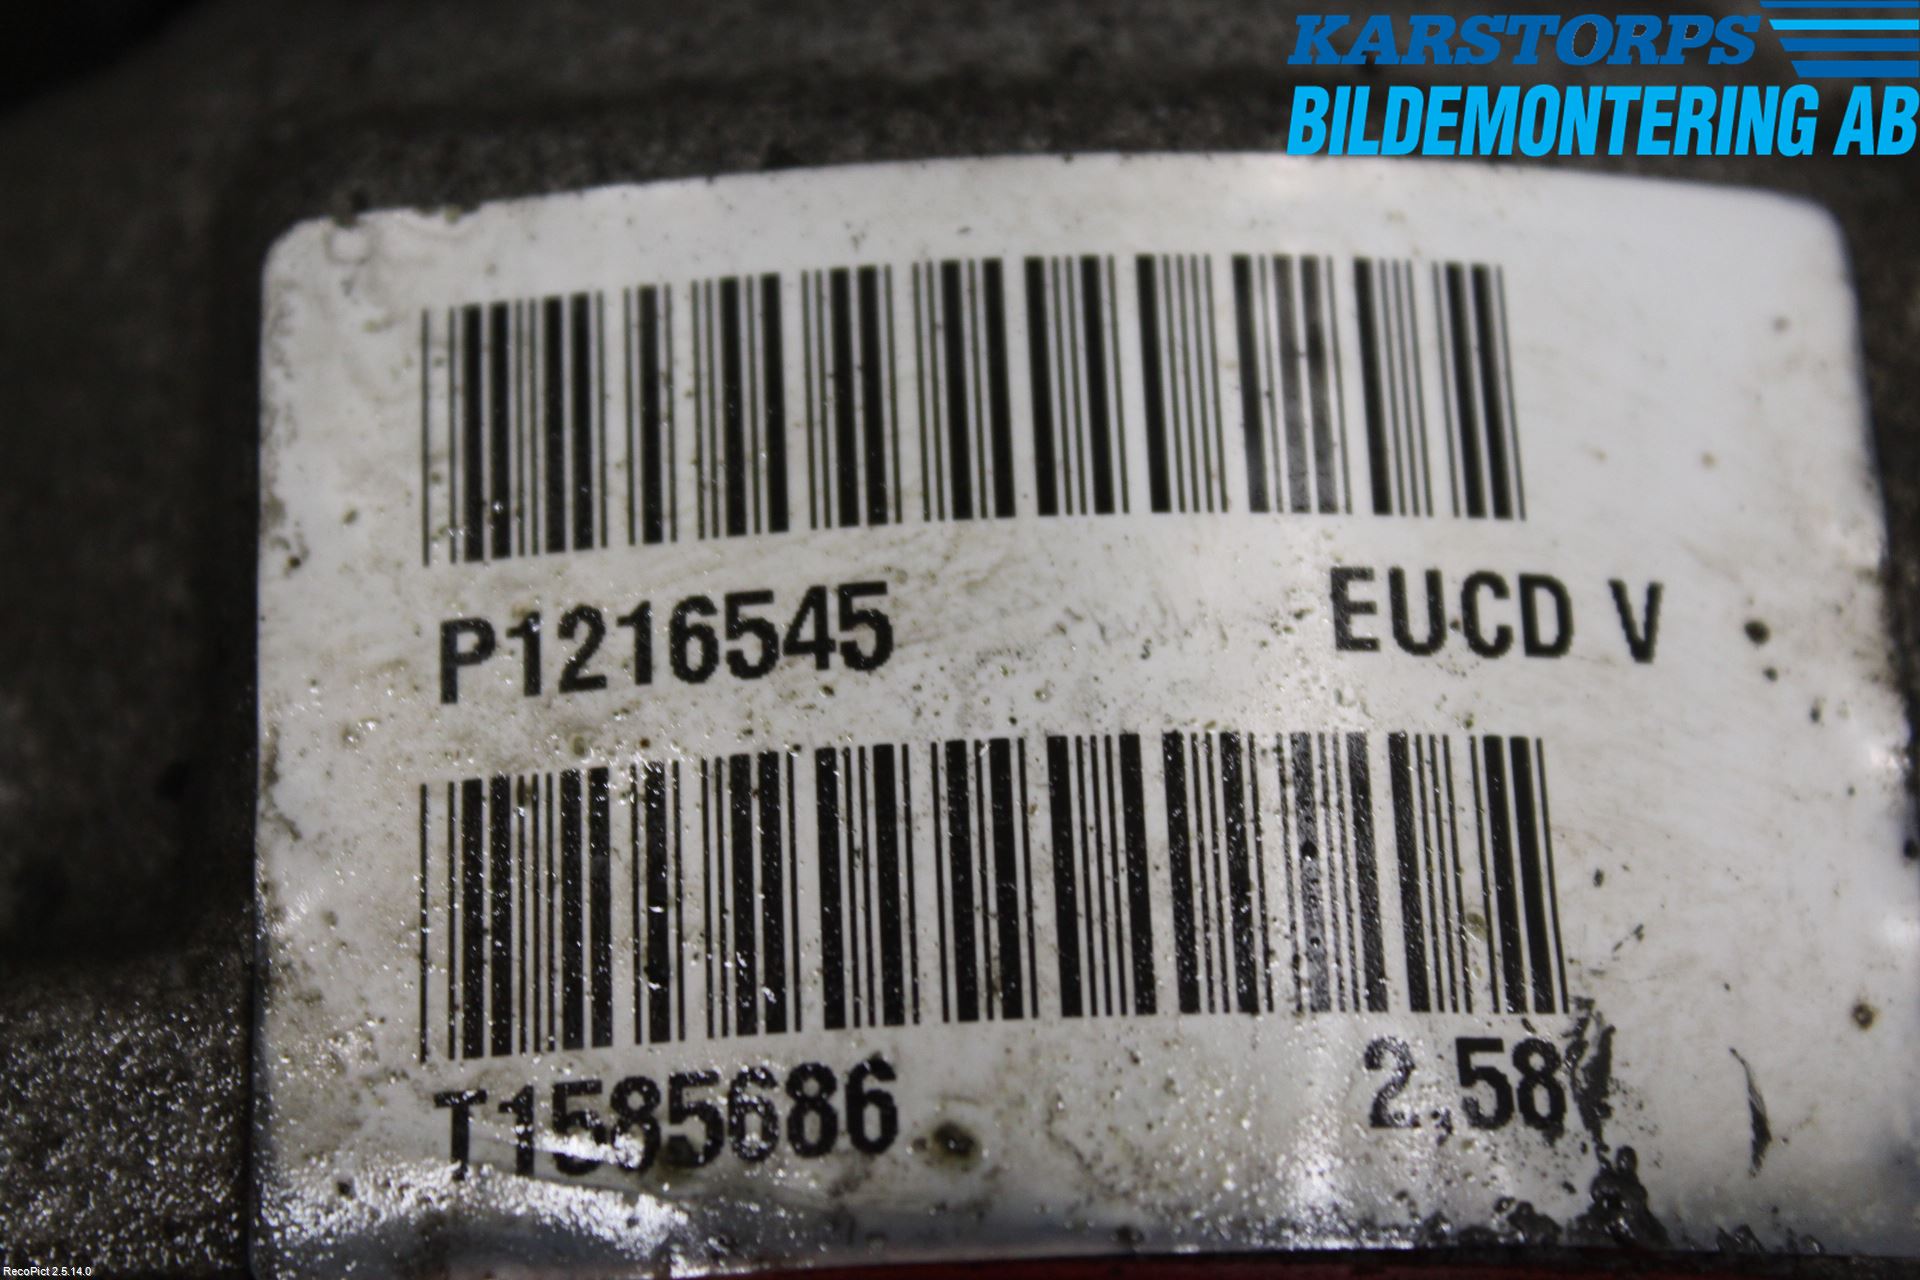 KARSTORPS
BILDEMONTERING AB
P1216545 EUCD V
T1585686 2,58
RecoPict 2.5.14.0